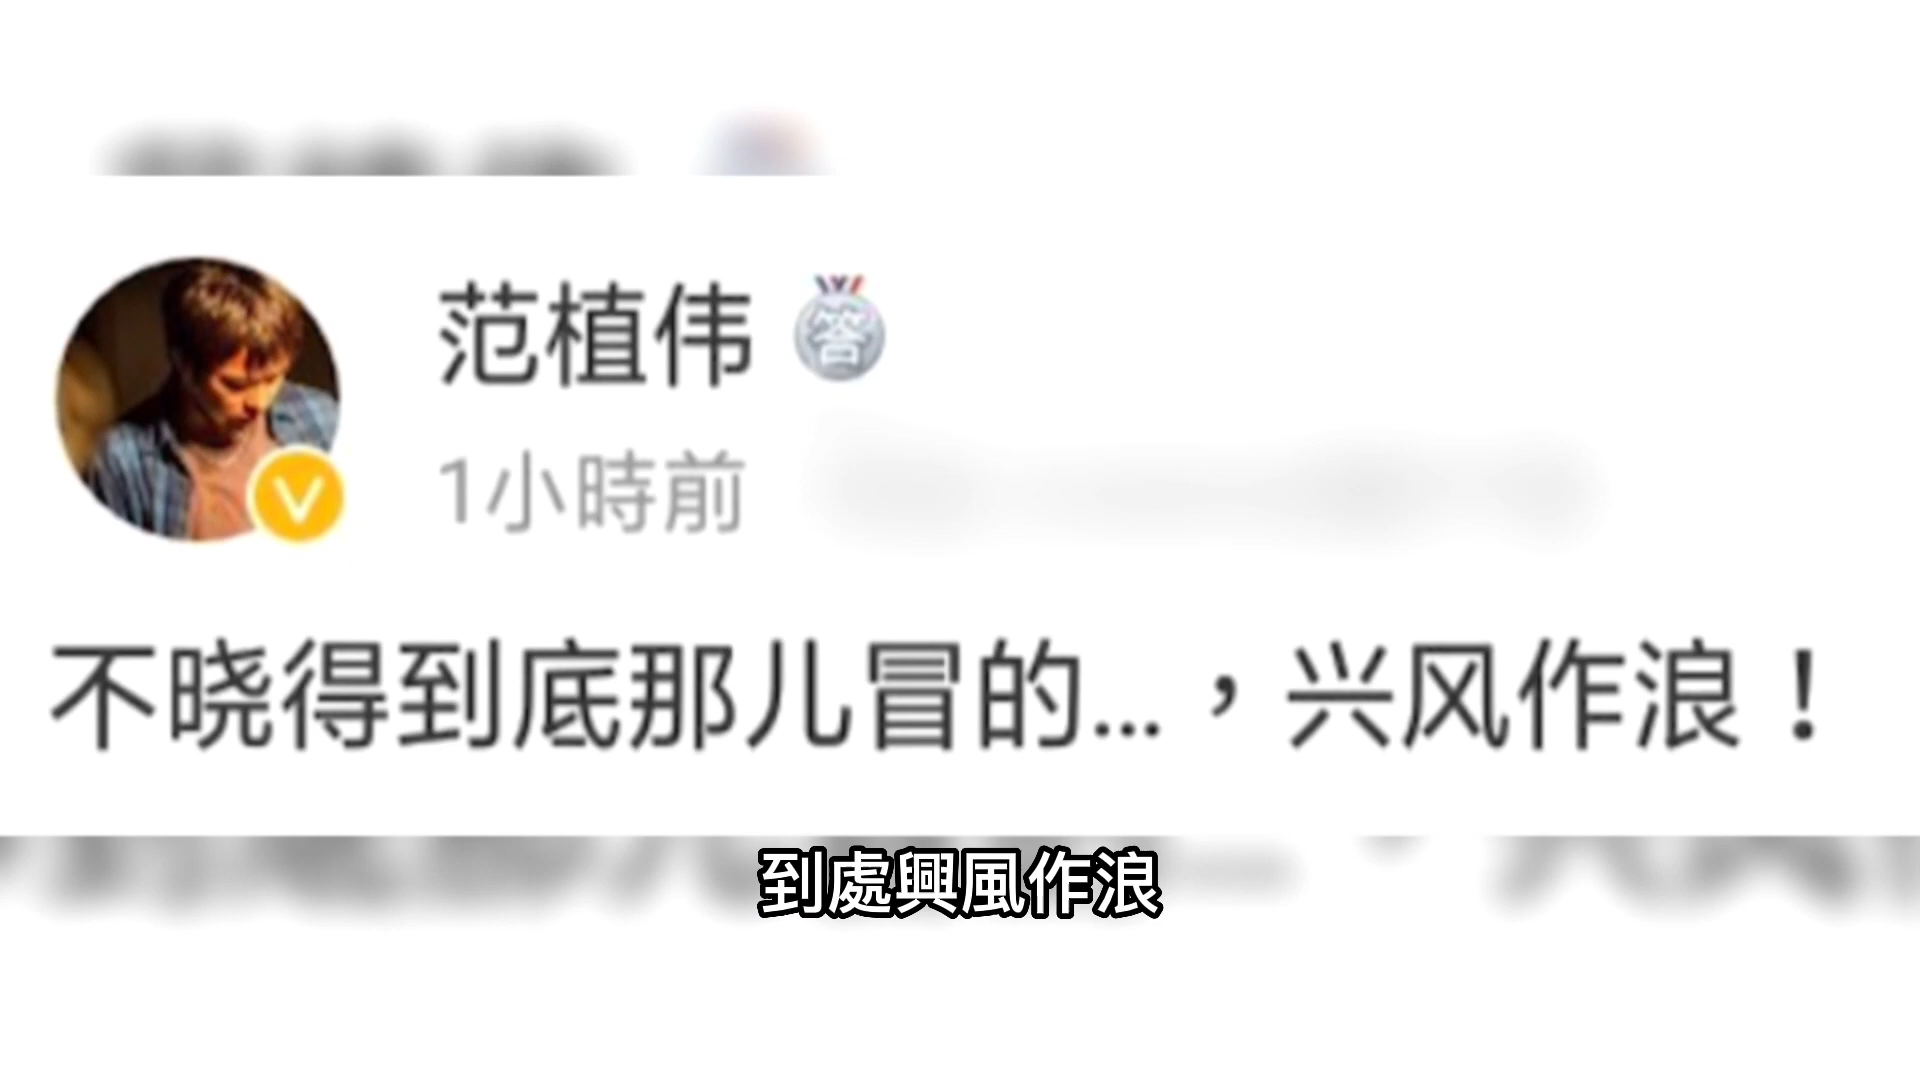 范植伟 答
1小時前
不晓得到底那儿冒的...，兴风作浪！
到處興風作浪